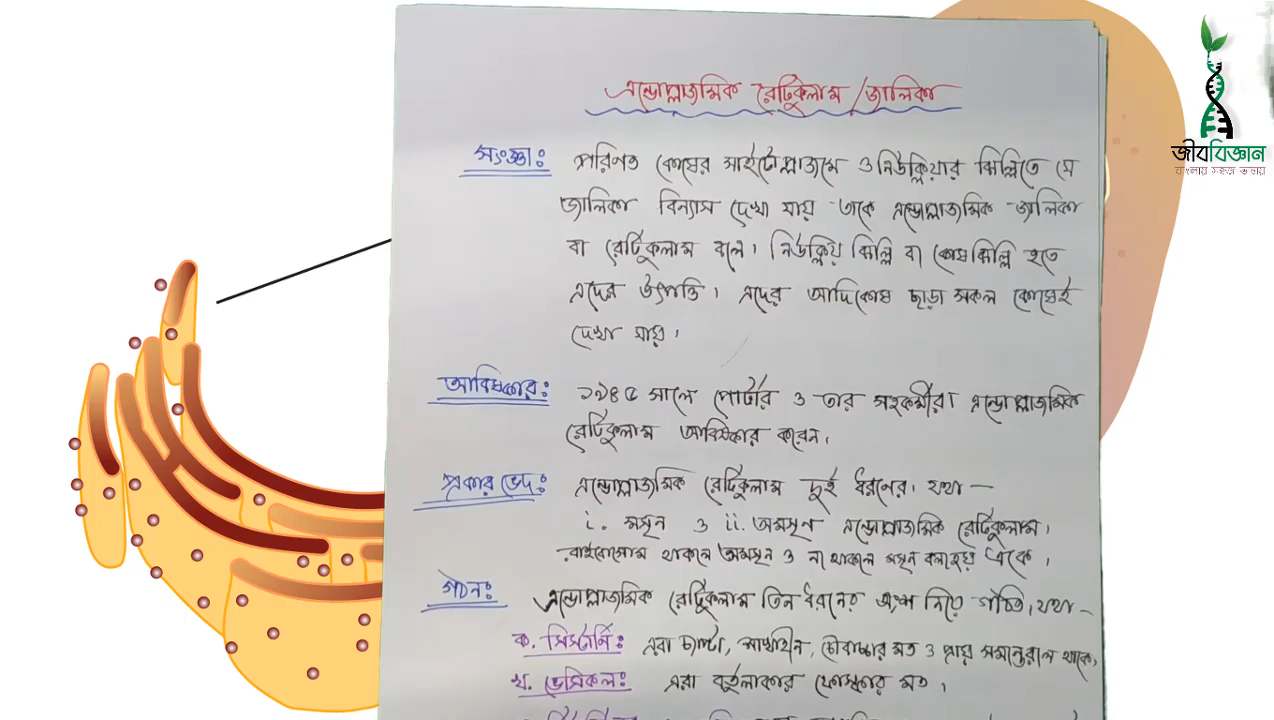 এন্ডোপ্লাজমিক রেটিকুলাম / জালিকা
জীববিজ্ঞান
বাংলায় সহজ ভাষায়
সংজ্ঞাঃ পরিণত কোষের সাইটোপ্লাজমে ও নিউক্লিয়ার ঝিল্লিতে যে
জালিকা বিন্যাস দেখা যায় তাকে এন্ডোপ্লাজমিক জালিকা
বা রেটিকুলাম বলে। নিউক্লিয় ঝিল্লি বা কোষঝিল্লি হতে
এদের উৎপত্তি। এদের আদিকোষ ছাড়া সকল কোষেই
দেখা যায়।
আবিষ্কারঃ ১৯৪৫ সালে পোর্টার ও তার সহকর্মীরা এন্ডোপ্লাজমিক
রেটিকুলাম আবিষ্কার করেন।
প্রকার ভেদঃ এন্ডোপ্লাজমিক রেটিকুলাম দুই ধরণের। যথা —
i. মসৃন ও ii. অমসৃণ এন্ডোপ্লাজমিক রেটিকুলাম।
রাইবোসোম থাকলে অমসৃন ও না থাকলে মসৃন বলাহয় একে।
গঠনঃ এন্ডোপ্লাজমিক রেটিকুলাম তিন ধরনের অংশ নিয়ে গঠিত। যথা —
ক. সিস্টার্নিঃ এরা চ্যাপ্টা, শাখাহীন, চৌবাচ্চার মত ও প্রায় সমান্তরালে থাকে,
খ. ভেসিকলঃ এরা বর্তুলাকার ফোস্কার মত।